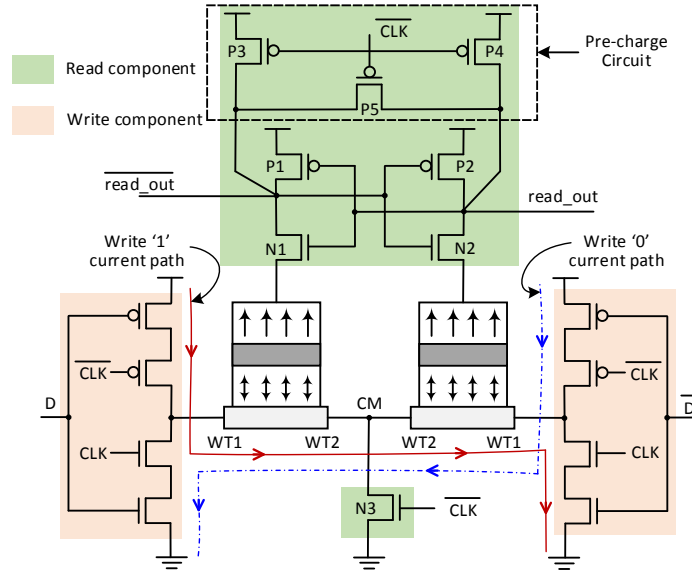 CLK
P3
P4
Pre-charge
Circuit
P5
Read component
Write component
P1
P2
read_out
read_out
N1
N2
Write ‘1’
current path
Write ‘0’
current path
CLK
CLK
D
CM
D
WT1
WT2
WT2
WT1
CLK
CLK
N3
CLK